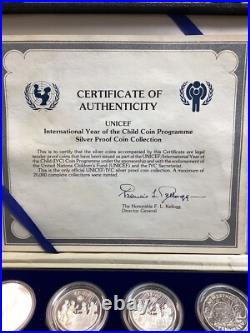 CERTIFICATE OF
AUTHENTICITY
UNICEF
International Year of the Child Coin Programme
Silver Proof Coin Collection
This is to certify that the silver coins accompanied by this Certificate are legal
tender proof coins that have been issued as part of the UNICEF/International Year of
the Child (IYC) Coin Programme under the sponsorship and with the endorsement of
the United Nations Children's Fund (UNICEF) and the IYC Secretariat.
This is the only official UNICEF/IYC silver proof coin collection. A maximum of
20,000 complete collections were minted.
The Honorable F. L. Kellogg
Director General